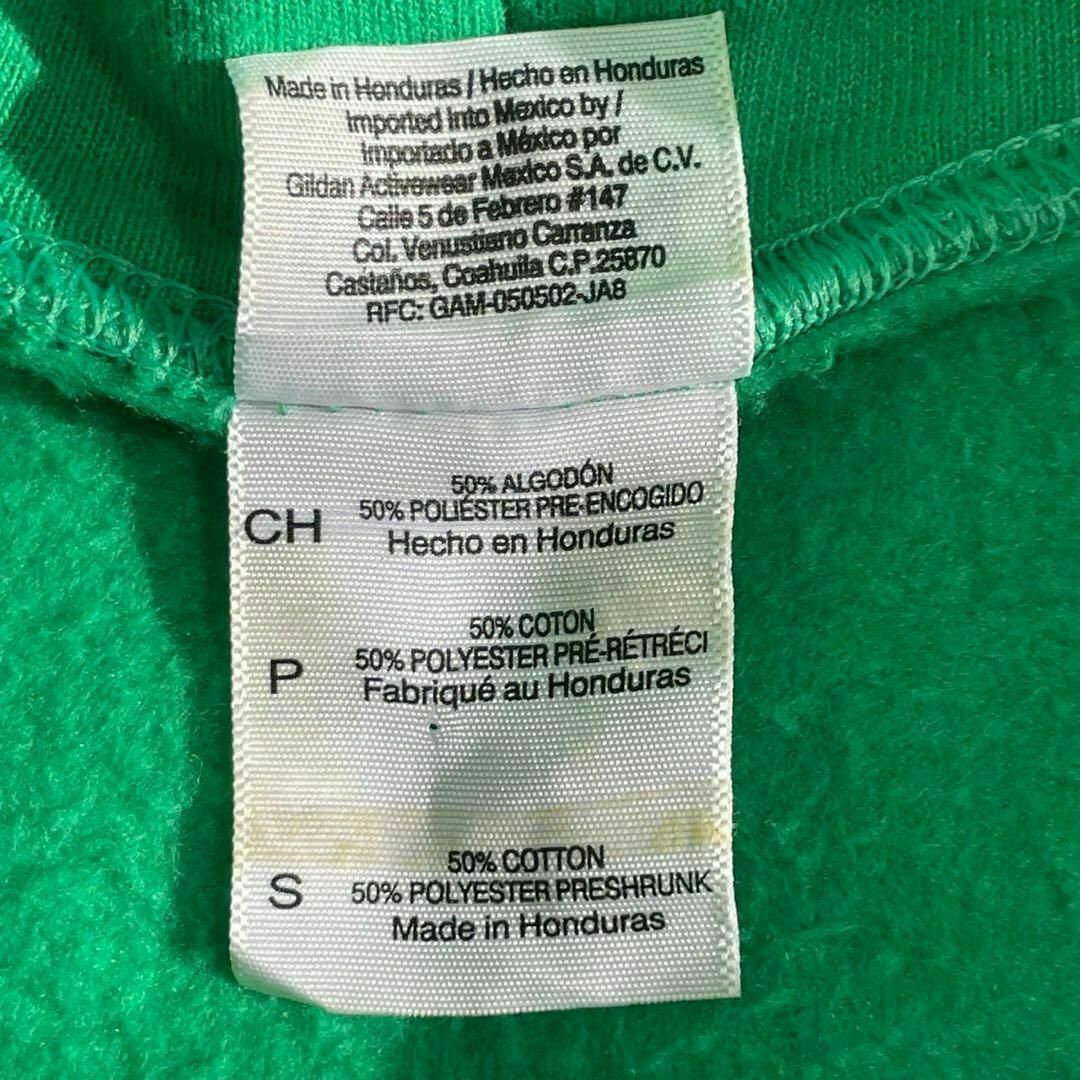 Made in Honduras / Hecho en Honduras
Imported into Mexico by /
Importado a México por
Gildan Activewear Mexico S.A. de C.V.
Calle 5 de Febrero #147
Col. Venustiano Carranza
Castaños, Coahuila C.P.25870
RFC: GAM-050502-JA8
50% ALGODÓN
50% POLIÉSTER PRE-ENCOGIDO
CH
Hecho en Honduras
50% COTON
50% POLYESTER PRÉ-RÉTRÉCI
P
Fabriqué au Honduras
50% COTTON
50% POLYESTER PRESHRUNK
S
Made in Honduras